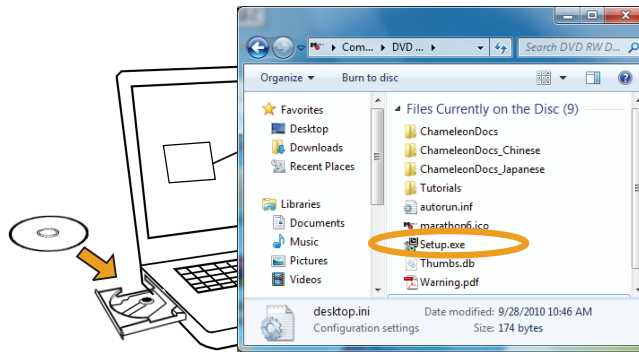 Com... DVD ...
Search DVD RW D...
Organize Burn to disc
Favorites
Desktop
Downloads
Recent Places
Libraries
Documents
Music
Pictures
Videos
Files Currently on the Disc (9)
ChameleonDocs
ChameleonDocs_Chinese
ChameleonDocs_Japanese
Tutorials
autorun.inf
marathon6.ico
Setup.exe
Thumbs.db
Warning.pdf
desktop.ini Date modified: 9/28/2010 10:46 AM
Configuration settings Size: 174 bytes